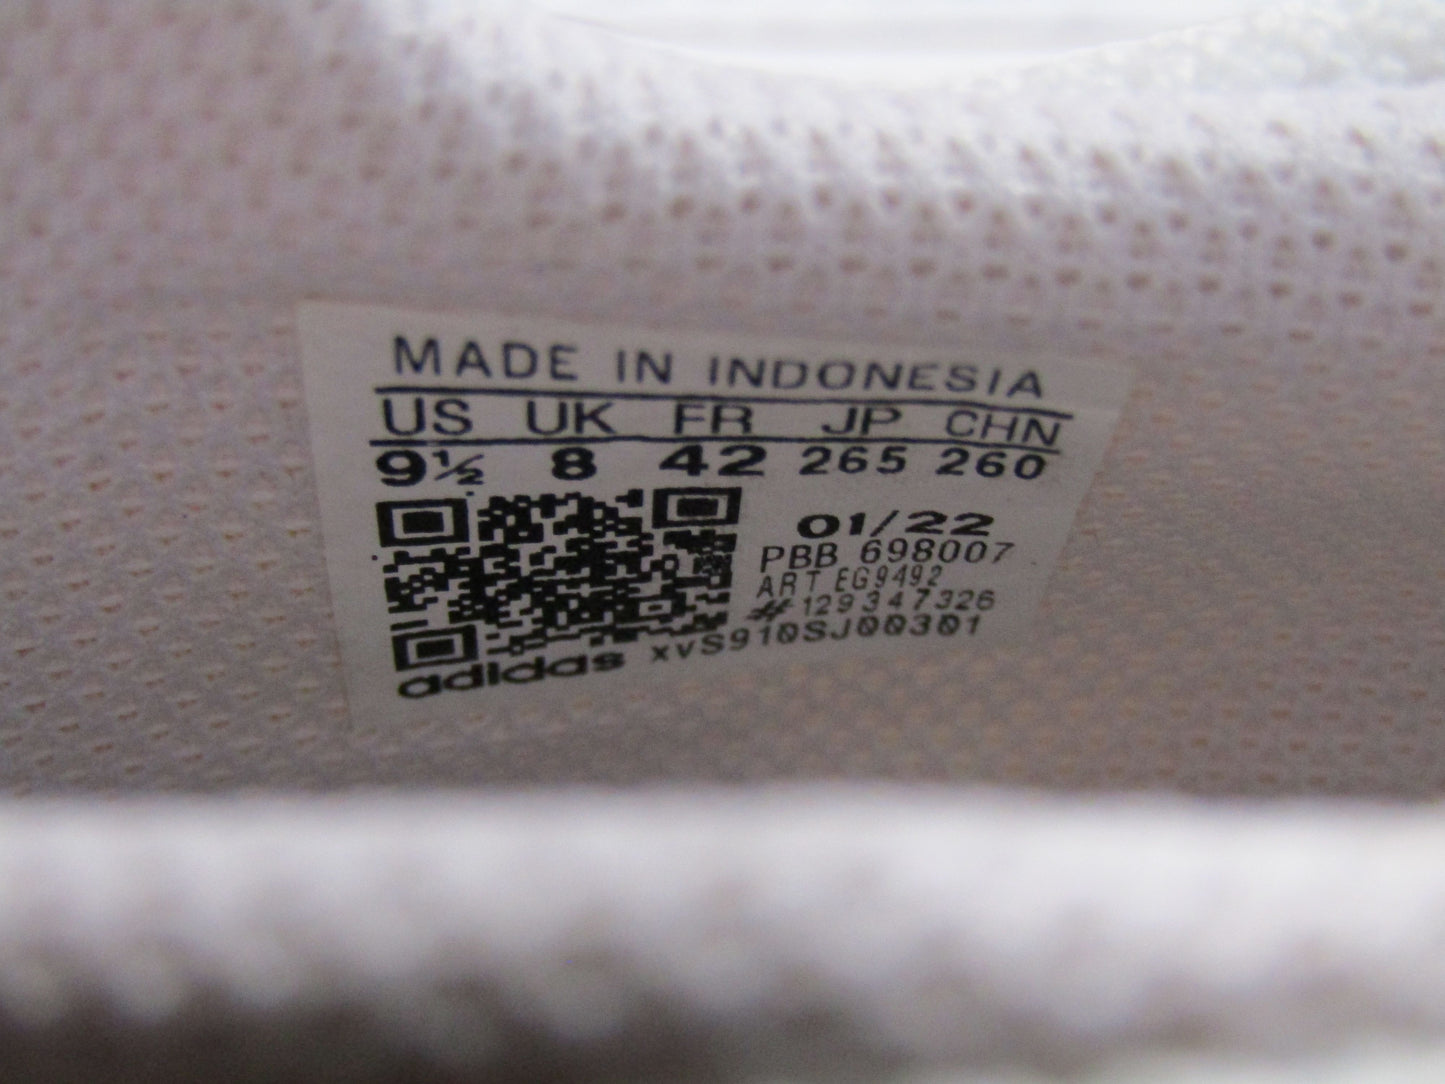 MADE IN INDONESIA
US UK FR JP CHN
9½ 8 42 265 260
01/22
PBB 698007
ART EG9492
# 129347326
adidas xvS910SJ00301